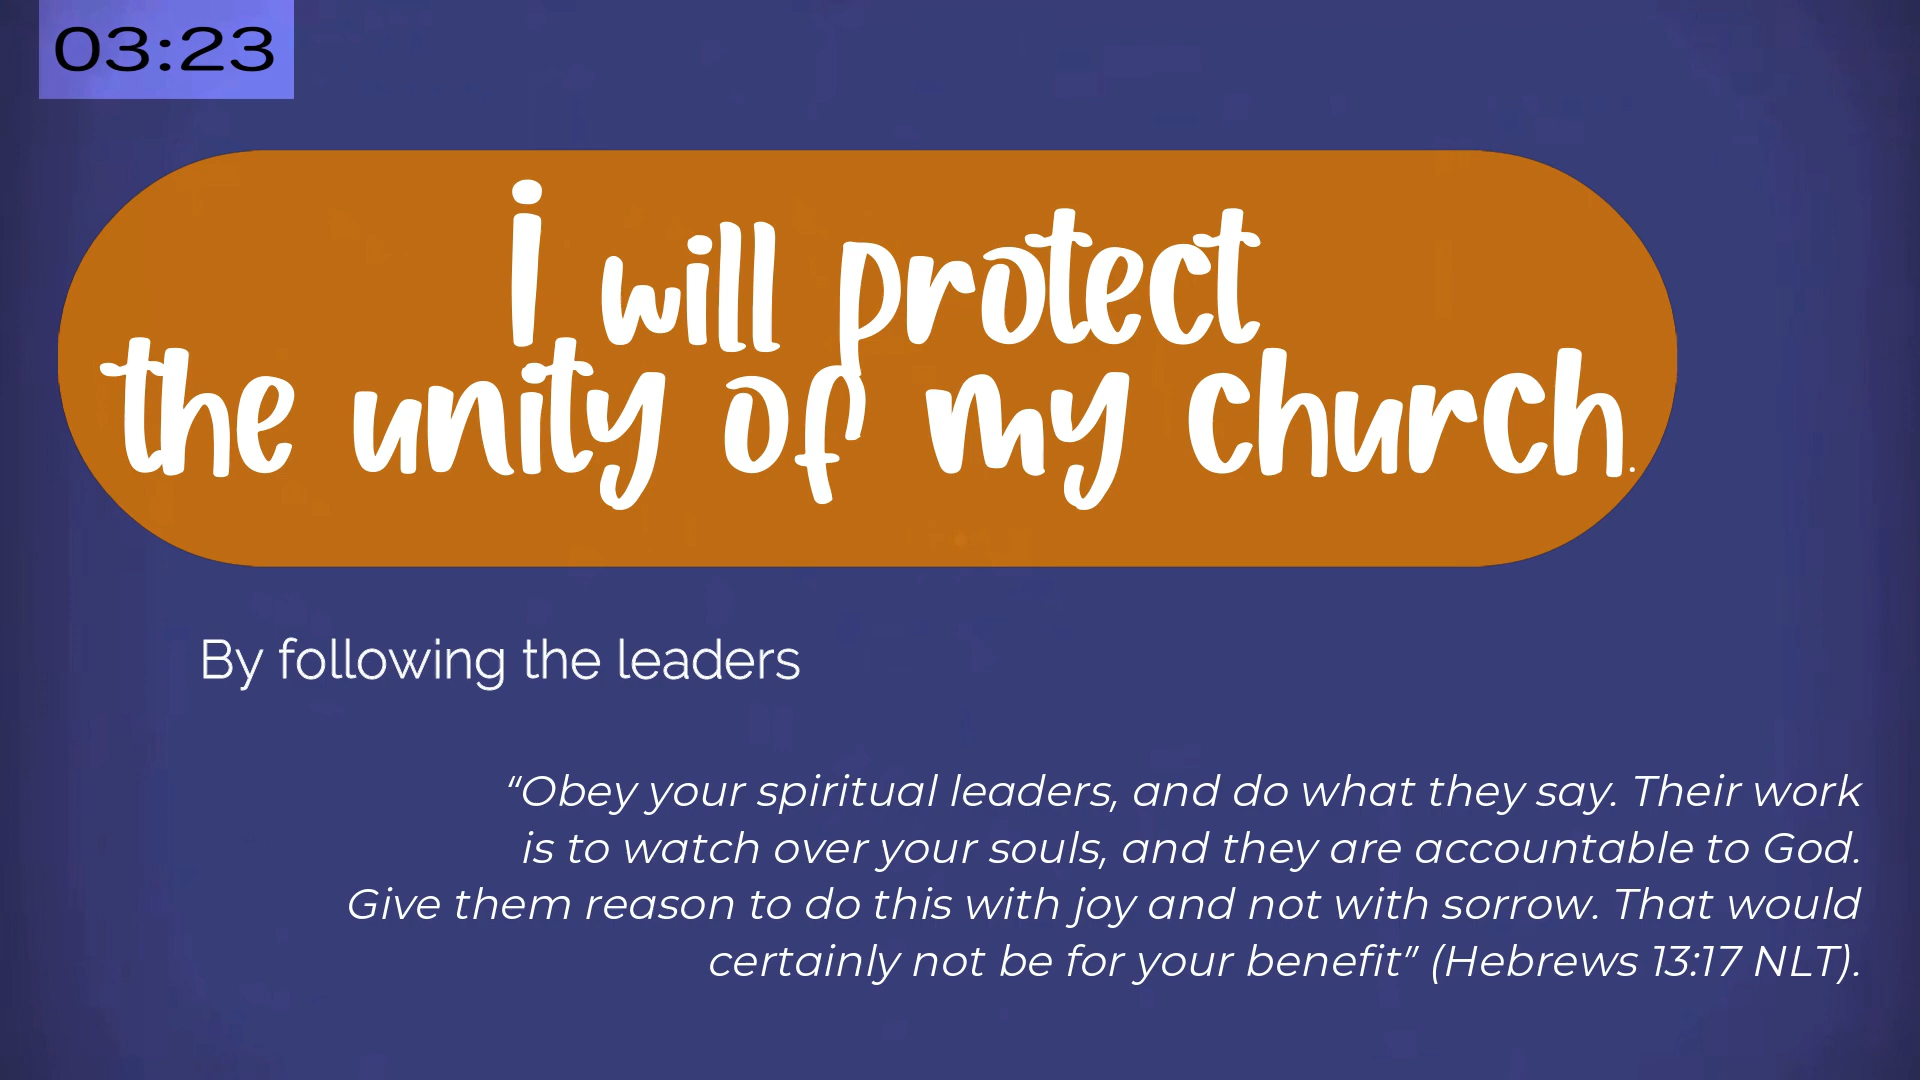 03:23
I will protect
the unity of my church.
By following the leaders
“Obey your spiritual leaders, and do what they say. Their work
is to watch over your souls, and they are accountable to God.
Give them reason to do this with joy and not with sorrow. That would
certainly not be for your benefit” (Hebrews 13:17 NLT).